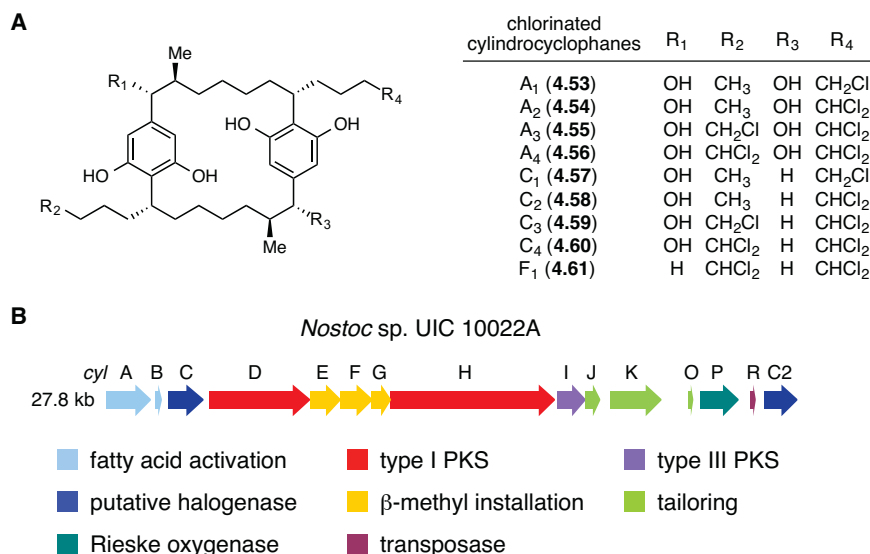 A
Me
R1
R4
HO
OH
HO
OH
R2
Me
R3
chlorinated cylindrocyclophanes R1 R2 R3 R4
A1 (4.53) OH CH3 OH CH2Cl
A2 (4.54) OH CH3 OH CHCl2
A3 (4.55) OH CH2Cl OH CHCl2
A4 (4.56) OH CHCl2 OH CHCl2
C1 (4.57) OH CH3 H CH2Cl
C2 (4.58) OH CH3 H CHCl2
C3 (4.59) OH CH2Cl H CHCl2
C4 (4.60) OH CHCl2 H CHCl2
F1 (4.61) H CHCl2 H CHCl2
B
Nostoc sp. UIC 10022A
cyl A B C D E F G H I J K O P R C2
27.8 kb
fatty acid activation type I PKS type III PKS
putative halogenase β-methyl installation tailoring
Rieske oxygenase transposase